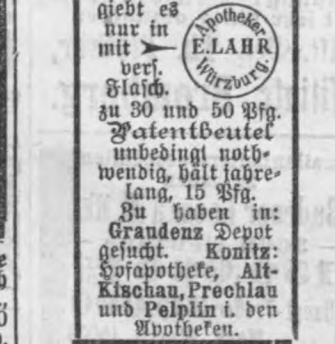 giebt es
nur in
mit
verf.
Flasch.
Apotheker
E. LAHR
Würzburg.
zu 30 und 50 Pfg.
Patentbeutel
unbedingt noth-
wendig, hält jahre-
lang, 15 Pfg.
Zu haben in:
Graudenz Depot
gesucht. Konitz:
Hofapotheke, Alt-
Kischau, Prechlau
und Pelplin i. den
Apotheken.